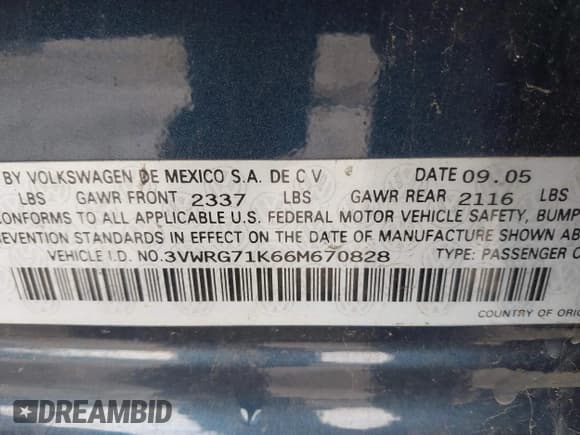 BY VOLKSWAGEN DE MEXICO S.A. DE C V DATE 09.05
LBS GAWR FRONT 2337 LBS GAWR REAR 2116 LBS
CONFORMS TO ALL APPLICABLE U.S. FEDERAL MOTOR VEHICLE SAFETY, BUMP
EVENTION STANDARDS IN EFFECT ON THE DATE OF MANUFACTURE SHOWN AB
VEHICLE I.D. NO.3VWRG71K66M670828 TYPE: PASSENGER C
COUNTRY OF ORIG
DREAMBID